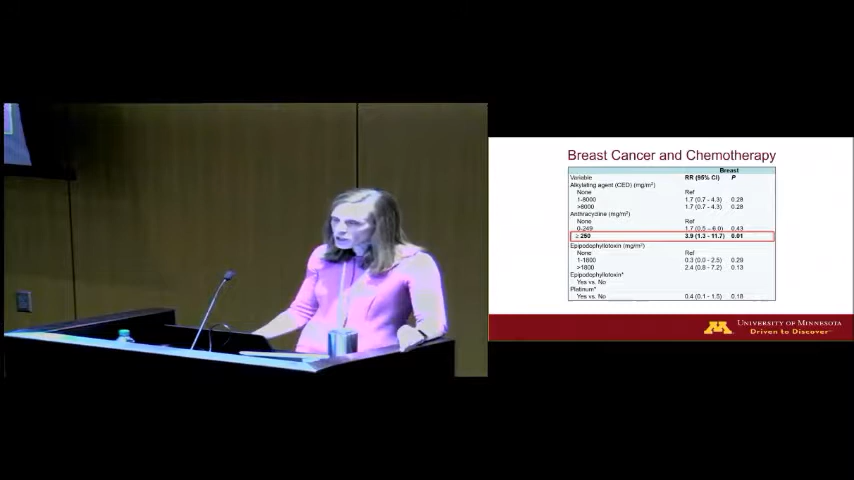 Breast Cancer and Chemotherapy
Breast
Variable RR (95% CI) P
Alkylating agent (CED) (mg/m²)
None Ref
1-8000 1.7 (0.7 - 4.3) 0.28
>8000 1.7 (0.7 - 4.3) 0.28
Anthracycline (mg/m²)
None Ref
0-249 1.7 (0.5 – 6.0) 0.43
≥ 250 3.9 (1.3 - 11.7) 0.01
Epipodophyllotoxin (mg/m²)
None Ref
1-1800 0.3 (0.0 - 2.5) 0.29
>1800 2.4 (0.8 - 7.2) 0.13
Epipodophyllotoxin*
Yes vs. No
Platinum*
Yes vs. No 0.4 (0.1 - 1.5) 0.18
M
UNIVERSITY OF MINNESOTA
Driven to Discover